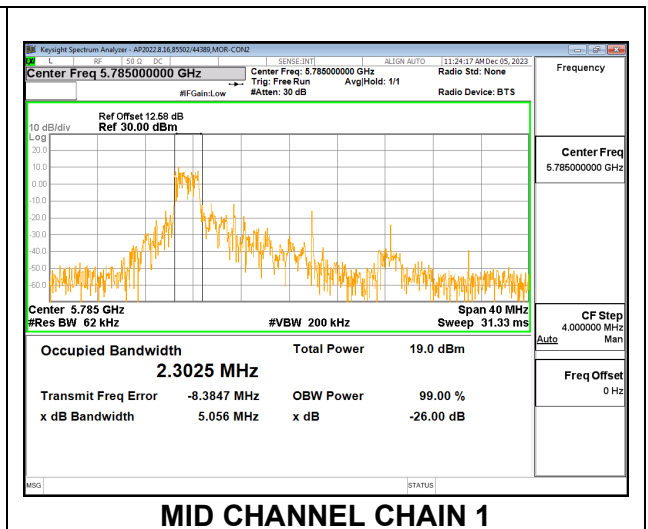 Keysight Spectrum Analyzer - AP2022.8.16,85502/44389,MOR-CON2
L RF 50 Ω DC SENSE:INT ALIGN AUTO 11:24:17 AM Dec 05, 2023
Center Freq 5.785000000 GHz
Center Freq: 5.785000000 GHz
Radio Std: None
Trig: Free Run Avg|Hold: 1/1
#IFGain:Low #Atten: 30 dB Radio Device: BTS
Frequency
Ref Offset 12.58 dB
10 dB/div Ref 30.00 dBm
Log
20.0
10.0
0.00
-10.0
-20.0
-30.0
-40.0
-50.0
-60.0
Center Freq
5.785000000 GHz
Center 5.785 GHz Span 40 MHz
#Res BW 62 kHz #VBW 200 kHz Sweep 31.33 ms
CF Step
4.000000 MHz
Auto Man
Freq Offset
0 Hz
Occupied Bandwidth Total Power 19.0 dBm
2.3025 MHz
Transmit Freq Error -8.3847 MHz OBW Power 99.00 %
x dB Bandwidth 5.056 MHz x dB -26.00 dB
MSG STATUS
MID CHANNEL CHAIN 1